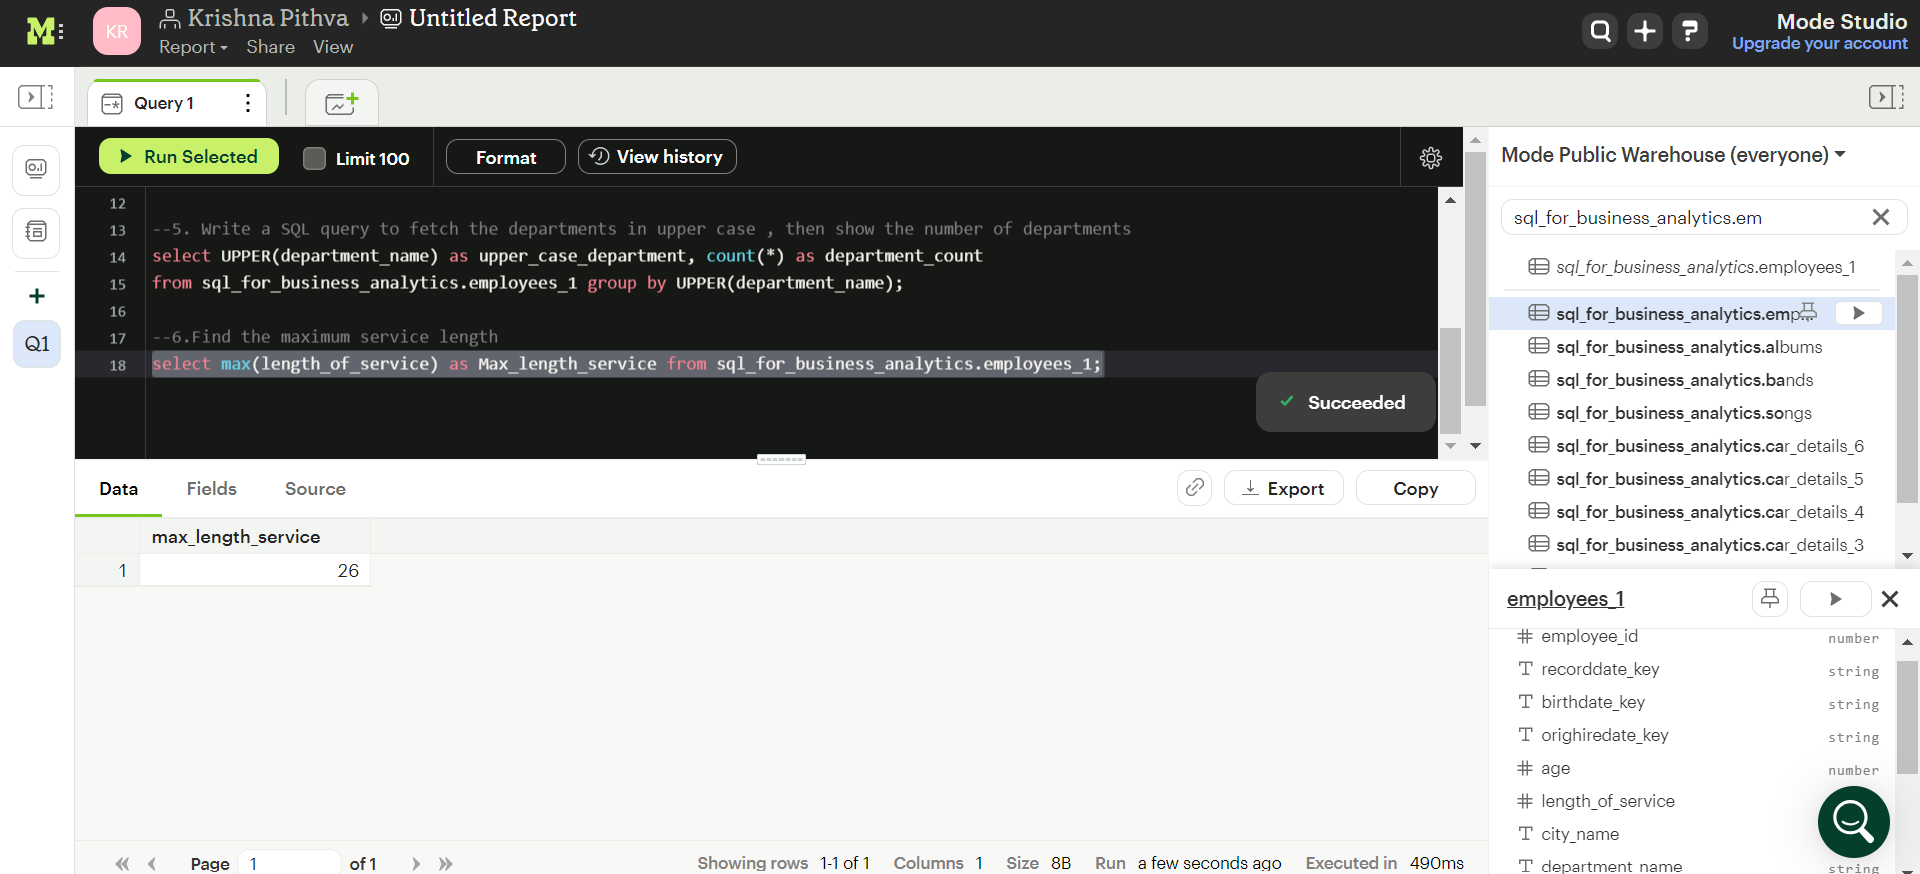 KR
Krishna Pithva
Untitled Report
Report
Share
View
Mode Studio
Upgrade your account
Query 1
Run Selected
Limit 100
Format
View history
12
13 --5. Write a SQL query to fetch the departments in upper case , then show the number of departments
14 select UPPER(department_name) as upper_case_department, count(*) as department_count
15 from sql_for_business_analytics.employees_1 group by UPPER(department_name);
16
17 --6.Find the maximum service length
18 select max(length_of_service) as Max_length_service from sql_for_business_analytics.employees_1;
Succeeded
Q1
Data
Fields
Source
Export
Copy
max_length_service
1 26
Page 1 of 1
Showing rows 1-1 of 1 Columns 1 Size 8B Run a few seconds ago Executed in 490ms
Mode Public Warehouse (everyone)
sql_for_business_analytics.em
sql_for_business_analytics.employees_1
sql_for_business_analytics.emp
sql_for_business_analytics.albums
sql_for_business_analytics.bands
sql_for_business_analytics.songs
sql_for_business_analytics.car_details_6
sql_for_business_analytics.car_details_5
sql_for_business_analytics.car_details_4
sql_for_business_analytics.car_details_3
employees_1
employee_id number
recorddate_key string
birthdate_key string
orighiredate_key string
age number
length_of_service
city_name
department_name string